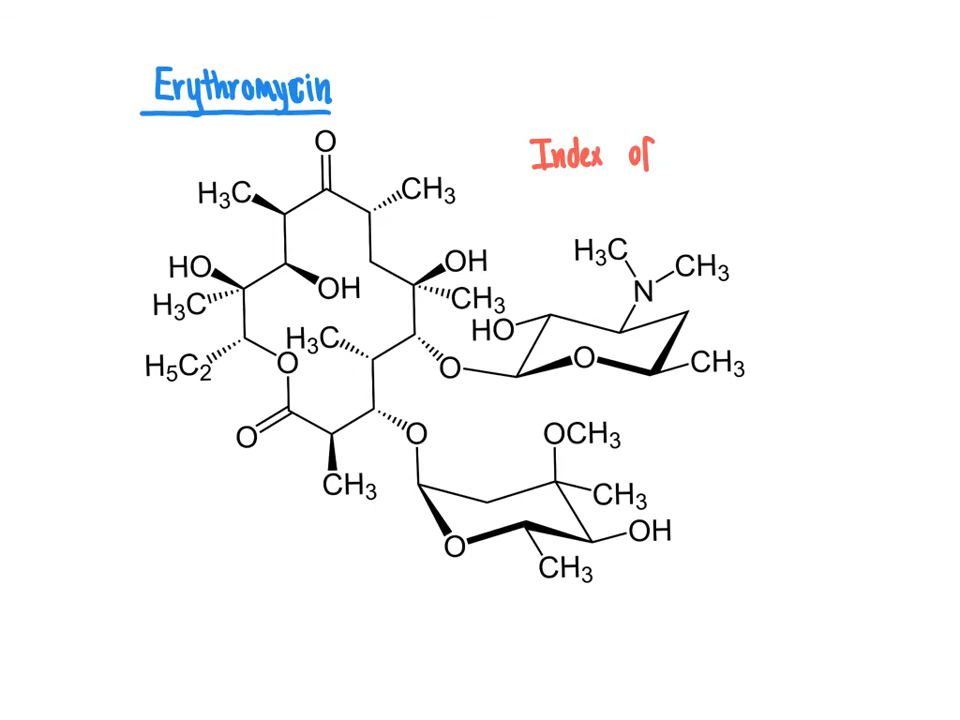 Erythromycin
O
Index of
H₃C CH₃
HO OH OH
H₃C CH₃
H₃C CH₃
N
H₅C₂ O H₃C HO
O O CH₃
O O OCH₃
CH₃ CH₃
OH
O CH₃